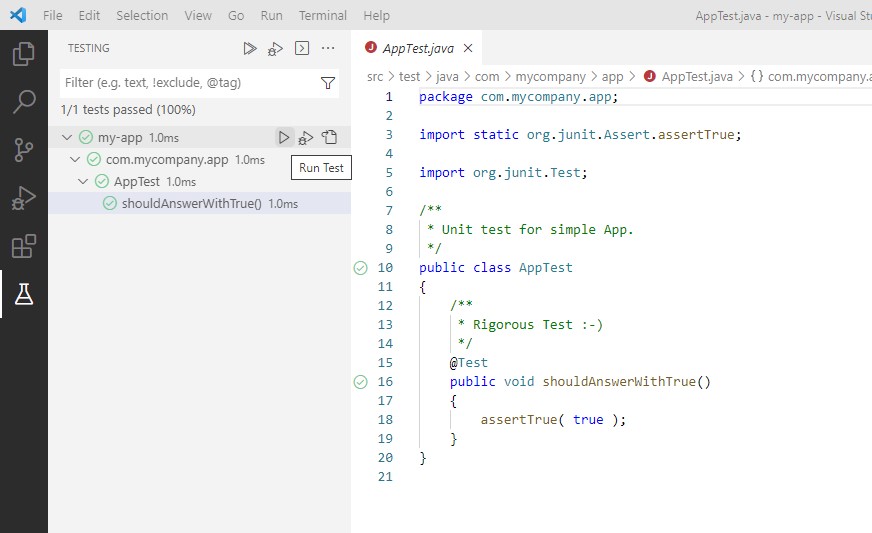 File Edit Selection View Go Run Terminal Help AppTest.java - my-app - Visual Stu
TESTING
Filter (e.g. text, !exclude, @tag)
1/1 tests passed (100%)
my-app 1.0ms
com.mycompany.app 1.0ms
Run Test
AppTest 1.0ms
shouldAnswerWithTrue() 1.0ms
J AppTest.java
src > test > java > com > mycompany > app > J AppTest.java > {} com.mycompany.a
1 package com.mycompany.app;
2
3 import static org.junit.Assert.assertTrue;
4
5 import org.junit.Test;
6
7 /**
8 * Unit test for simple App.
9 */
10 public class AppTest
11 {
12 /**
13 * Rigorous Test :-)
14 */
15 @Test
16 public void shouldAnswerWithTrue()
17 {
18 assertTrue( true );
19 }
20 }
21